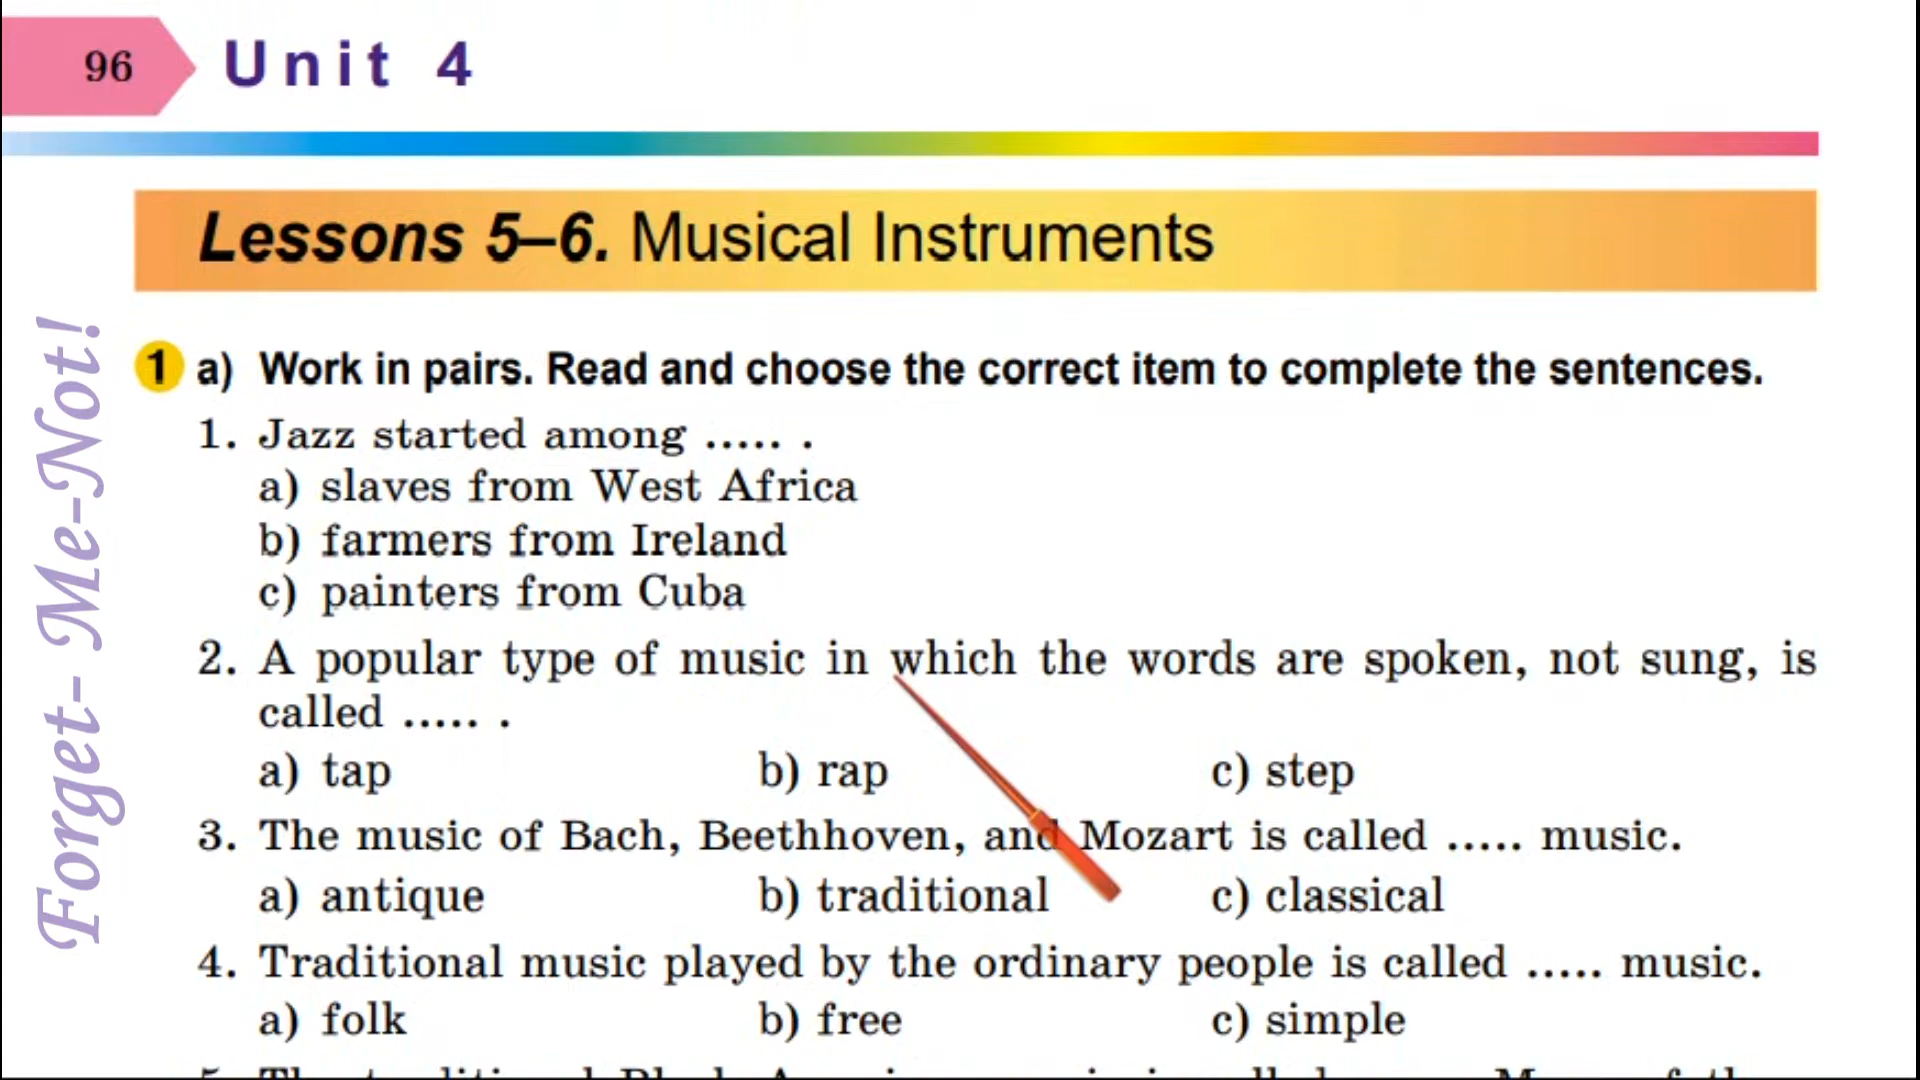 96 Unit 4
Lessons 5–6. Musical Instruments
Forget- Me-Not!
1 a) Work in pairs. Read and choose the correct item to complete the sentences.
1. Jazz started among ..... .
a) slaves from West Africa
b) farmers from Ireland
c) painters from Cuba
2. A popular type of music in which the words are spoken, not sung, is
called ..... .
a) tap b) rap c) step
3. The music of Bach, Beethhoven, and Mozart is called ..... music.
a) antique b) traditional c) classical
4. Traditional music played by the ordinary people is called ..... music.
a) folk b) free c) simple